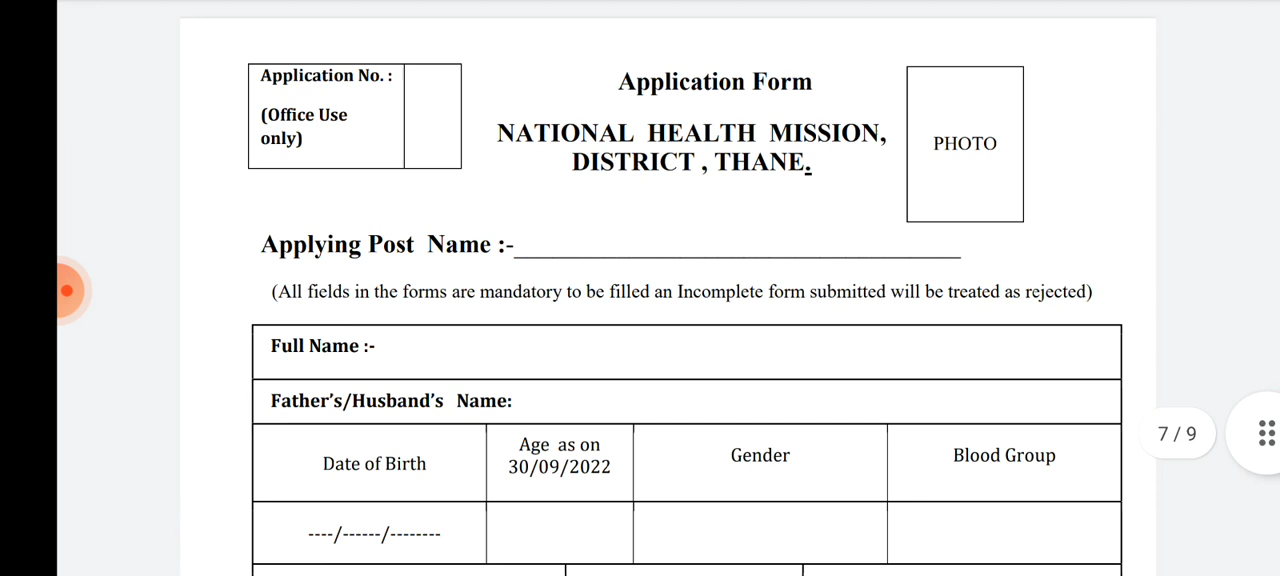 Application No. :
(Office Use
only)
Application Form
NATIONAL HEALTH MISSION,
DISTRICT , THANE.
PHOTO
Applying Post Name :-___________________________________
(All fields in the forms are mandatory to be filled an Incomplete form submitted will be treated as rejected)
Full Name :-
Father’s/Husband’s Name:
Date of Birth
Age as on
30/09/2022
Gender
Blood Group
----/------/--------
7 / 9